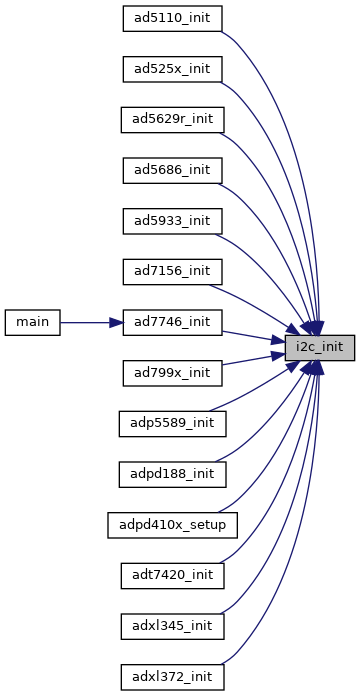 ad5110_init
ad525x_init
ad5629r_init
ad5686_init
ad5933_init
ad7156_init
main
ad7746_init
i2c_init
ad799x_init
adp5589_init
adpd188_init
adpd410x_setup
adt7420_init
adxl345_init
adxl372_init